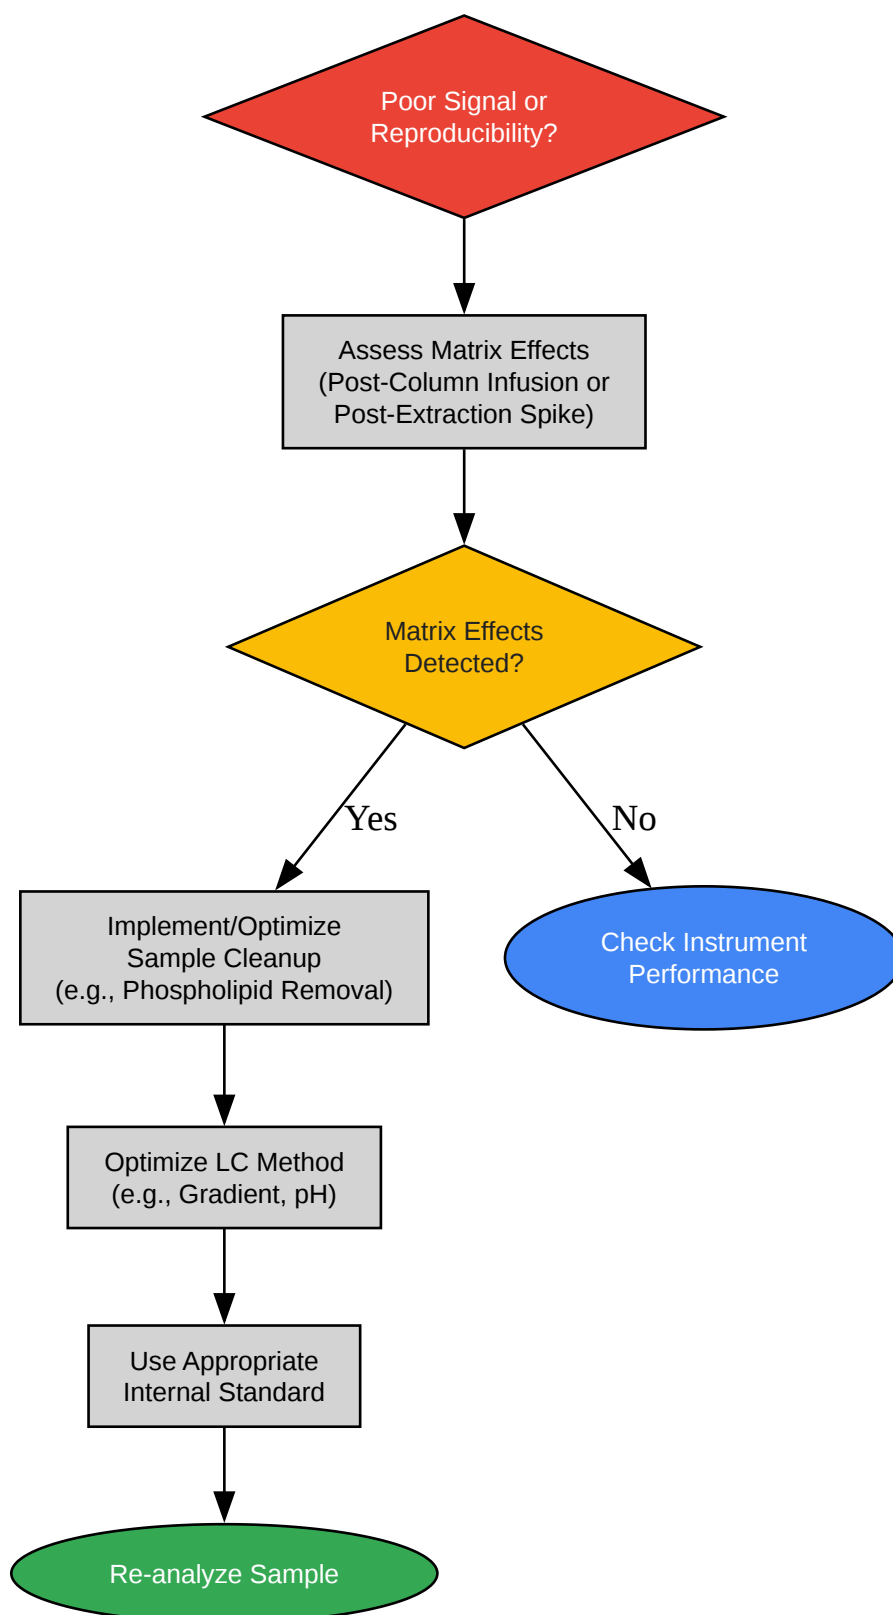 Poor Signal or
Reproducibility?
Assess Matrix Effects
(Post-Column Infusion or
Post-Extraction Spike)
Matrix Effects
Detected?
Yes
No
Implement/Optimize
Sample Cleanup
(e.g., Phospholipid Removal)
Check Instrument
Performance
Optimize LC Method
(e.g., Gradient, pH)
Use Appropriate
Internal Standard
Re-analyze Sample